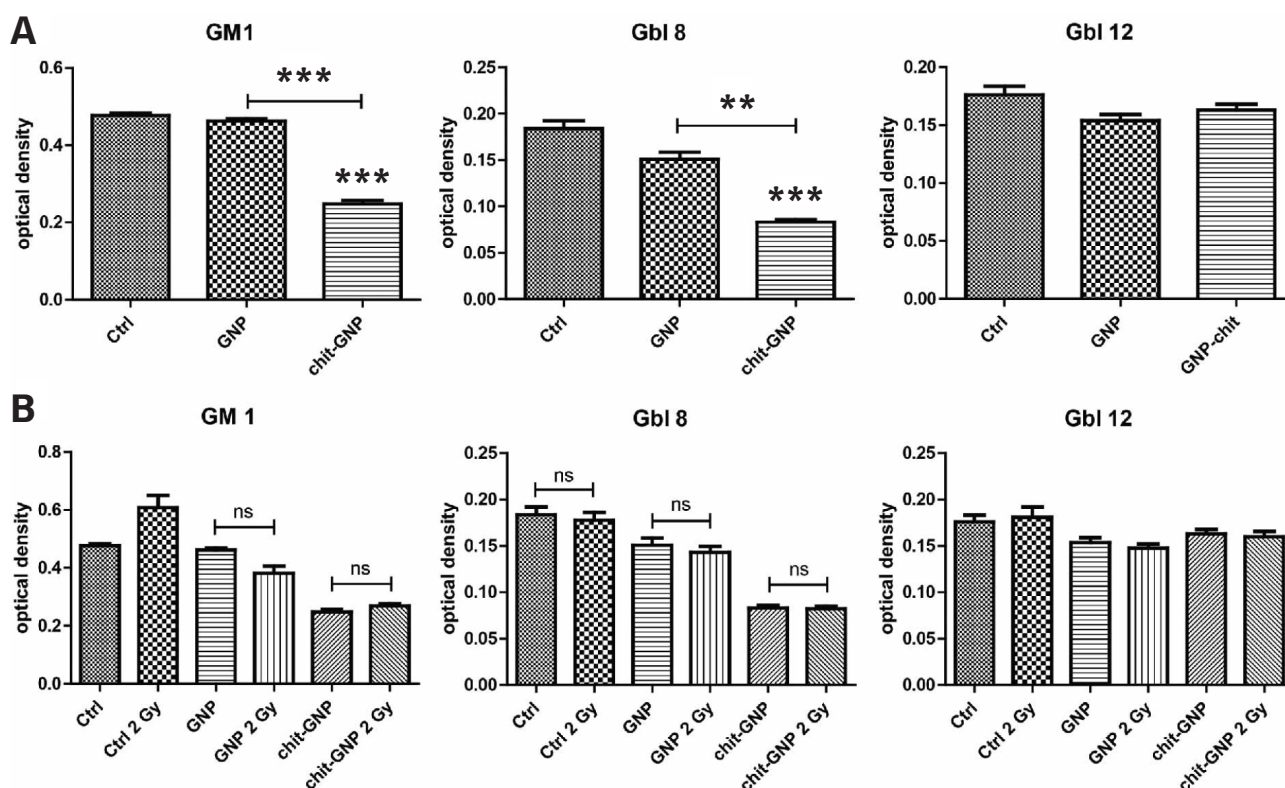 A
GM1
optical density
0.6
0.4
0.2
0.0
***
***
Ctrl
GNP
chit-GNP
Gbl 8
optical density
0.25
0.20
0.15
0.10
0.05
0.00
**
***
Ctrl
GNP
chit-GNP
Gbl 12
optical density
0.20
0.15
0.10
0.05
0.00
Ctrl
GNP
GNP-chit
B
GM 1
optical density
0.8
0.6
0.4
0.2
0.0
ns
ns
Ctrl
Ctrl 2 Gy
GNP
GNP 2 Gy
chit-GNP
chit-GNP 2 Gy
Gbl 8
optical density
0.25
0.20
0.15
0.10
0.05
0.00
ns
ns
ns
Ctrl
Ctrl 2 Gy
GNP
GNP 2 Gy
chit-GNP
chit-GNP 2 Gy
Gbl 12
optical density
0.25
0.20
0.15
0.10
0.05
0.00
Ctrl
Ctrl 2 Gy
GNP
GNP 2 Gy
chit-GNP
chit-GNP 2 Gy